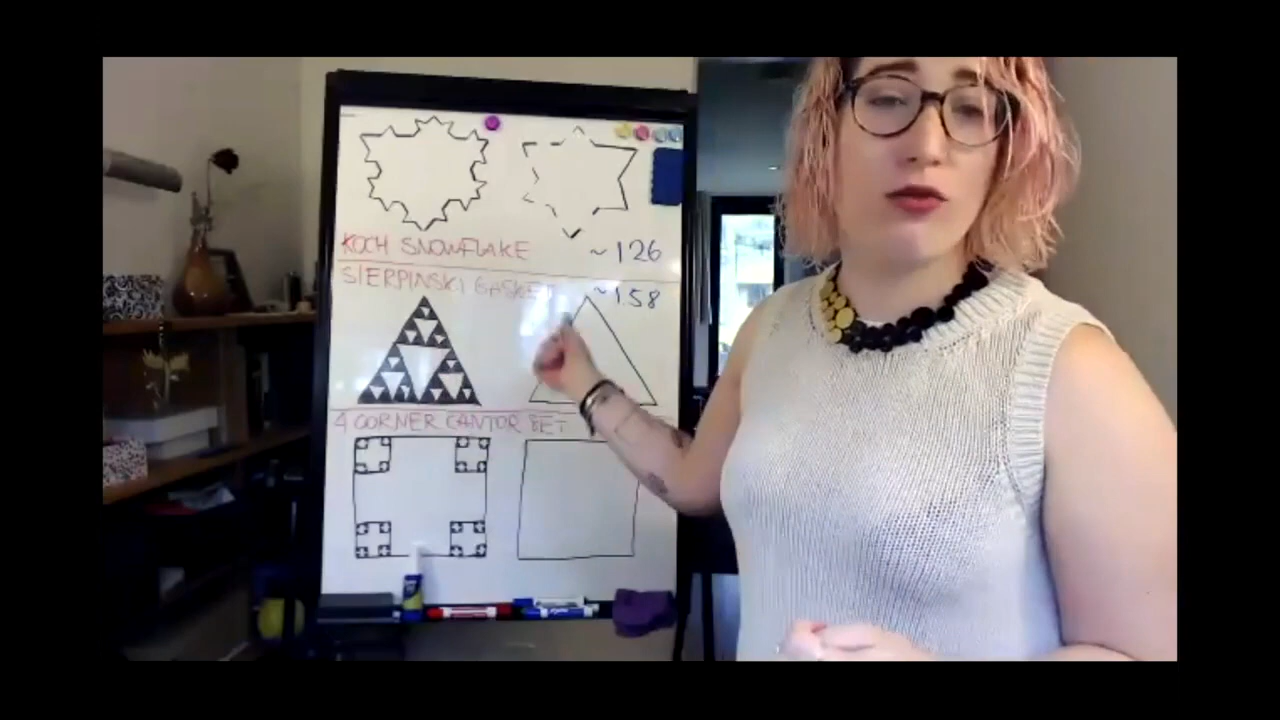 KOCH SNOWFLAKE ~126
SIERPINSKI GASKET ~158
4 CORNER CANTOR SET